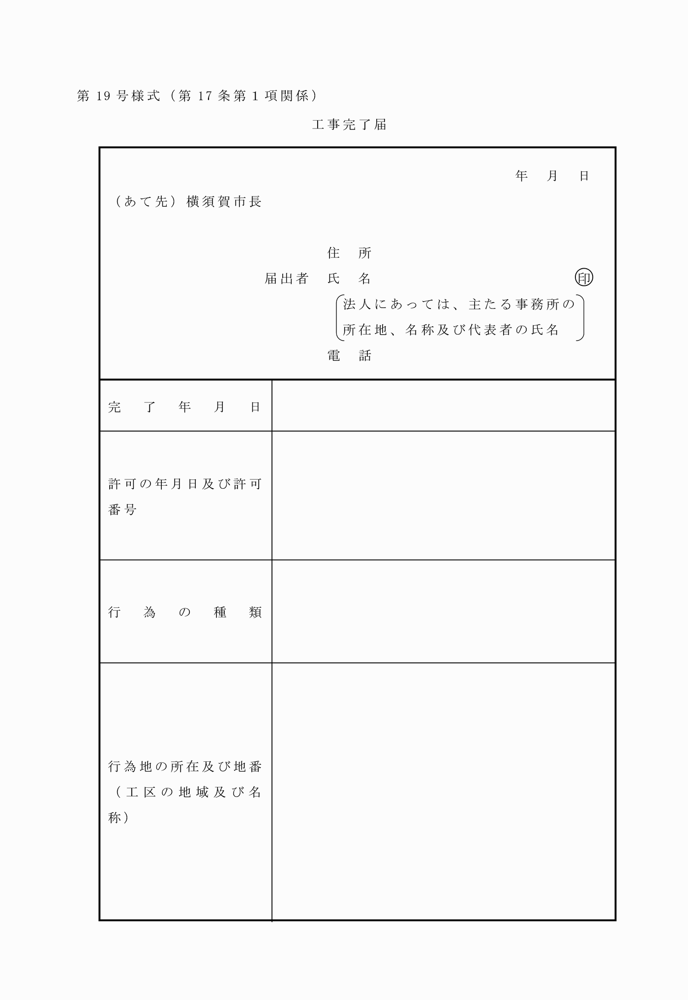 第 19 号様式（第 17 条第 1 項関係）
工事完了届
年　月　日
（あて先）横須賀市長
住　所
届出者　氏　名　㊞
法人にあっては、主たる事務所の
所在地、名称及び代表者の氏名
電　話
完了年月日
許可の年月日及び許可
番号
行為の種類
行為地の所在及び地番
（工区の地域及び名
称）